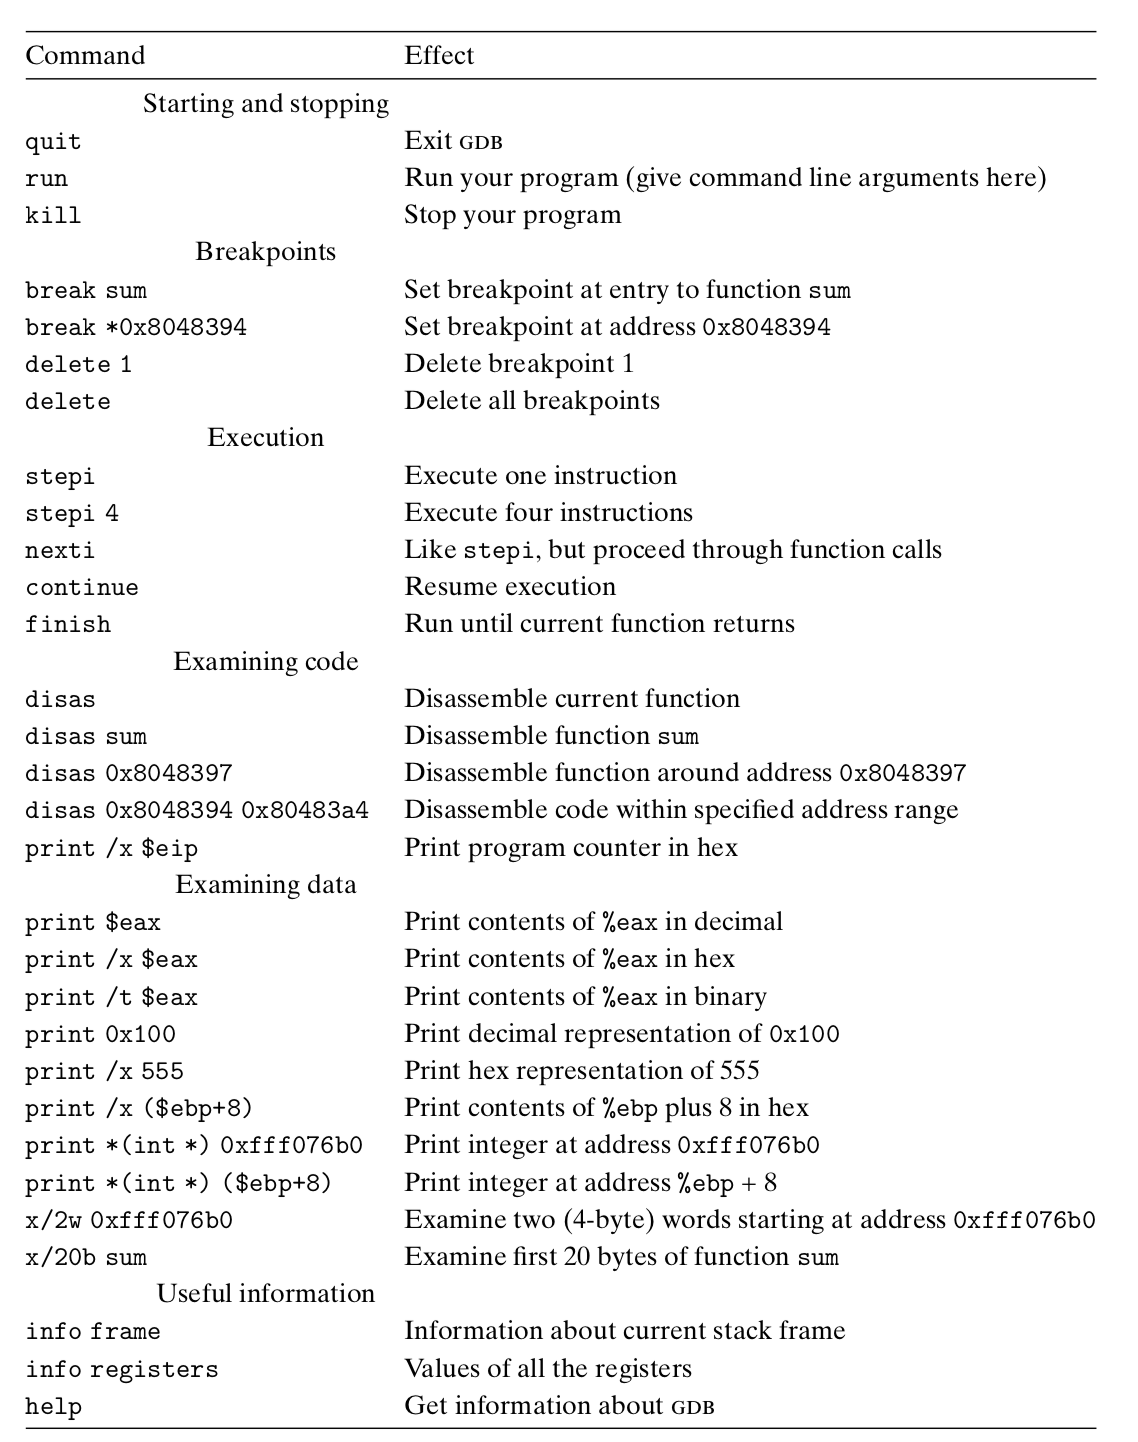 Command Effect
Starting and stopping
quit Exit GDB
run Run your program (give command line arguments here)
kill Stop your program
Breakpoints
break sum Set breakpoint at entry to function sum
break *0x8048394 Set breakpoint at address 0x8048394
delete 1 Delete breakpoint 1
delete Delete all breakpoints
Execution
stepi Execute one instruction
stepi 4 Execute four instructions
nexti Like stepi, but proceed through function calls
continue Resume execution
finish Run until current function returns
Examining code
disas Disassemble current function
disas sum Disassemble function sum
disas 0x8048397 Disassemble function around address 0x8048397
disas 0x8048394 0x80483a4 Disassemble code within specified address range
print /x $eip Print program counter in hex
Examining data
print $eax Print contents of %eax in decimal
print /x $eax Print contents of %eax in hex
print /t $eax Print contents of %eax in binary
print 0x100 Print decimal representation of 0x100
print /x 555 Print hex representation of 555
print /x ($ebp+8) Print contents of %ebp plus 8 in hex
print *(int *) 0xfff076b0 Print integer at address 0xfff076b0
print *(int *) ($ebp+8) Print integer at address %ebp + 8
x/2w 0xfff076b0 Examine two (4-byte) words starting at address 0xfff076b0
x/20b sum Examine first 20 bytes of function sum
Useful information
info frame Information about current stack frame
info registers Values of all the registers
help Get information about GDB